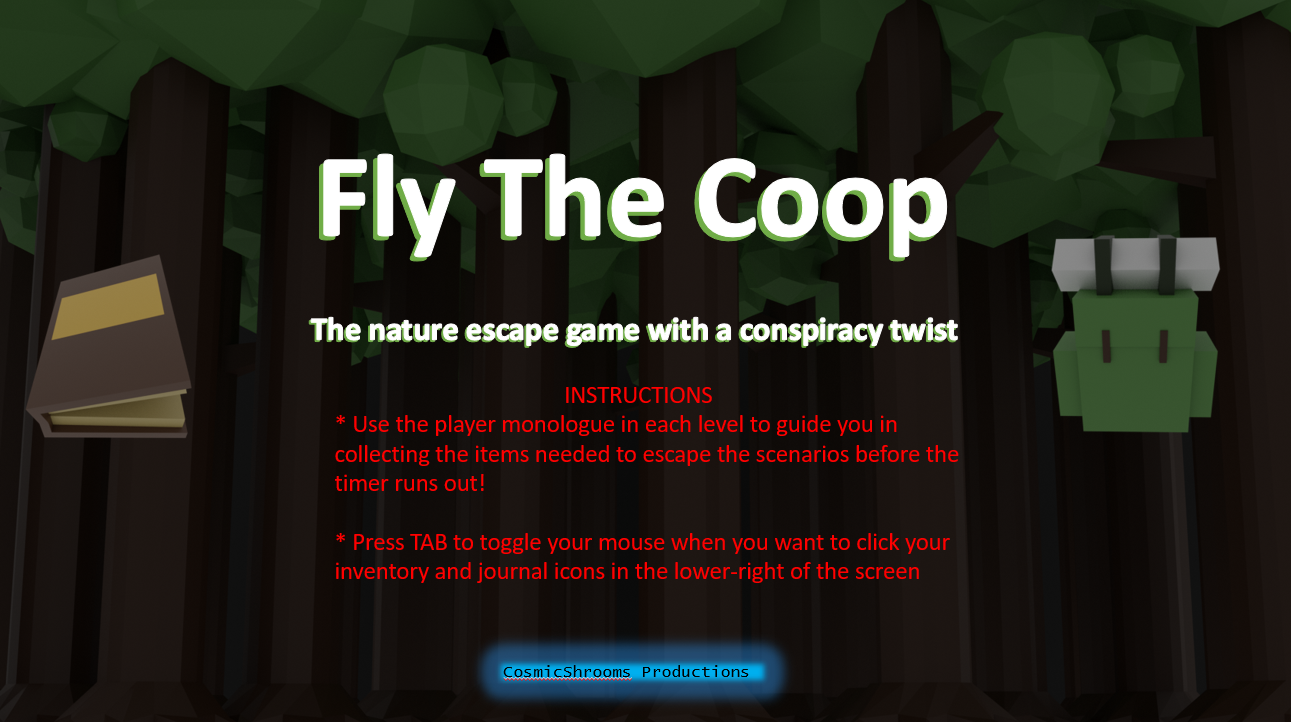 Fly The Coop
The nature escape game with a conspiracy twist
INSTRUCTIONS
* Use the player monologue in each level to guide you in
collecting the items needed to escape the scenarios before the
timer runs out!
* Press TAB to toggle your mouse when you want to click your
inventory and journal icons in the lower-right of the screen
CosmicShrooms Productions